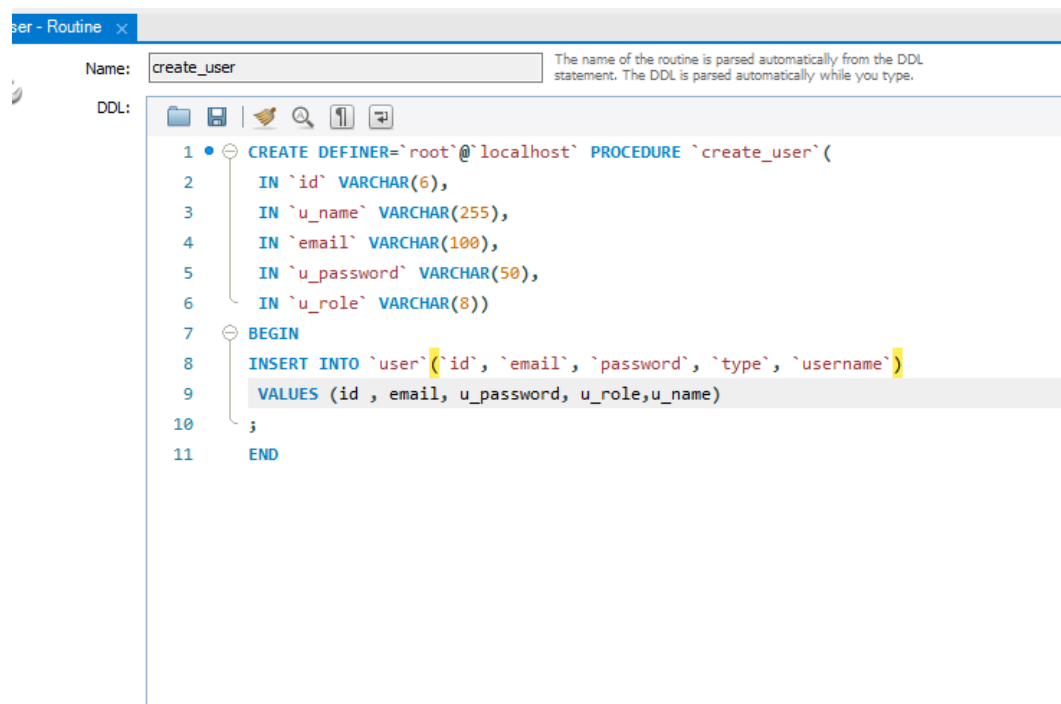 ser - Routine ×
Name: create_user The name of the routine is parsed automatically from the DDL
statement. The DDL is parsed automatically while you type.
DDL:
1 CREATE DEFINER=`root`@`localhost` PROCEDURE `create_user`(
2 IN `id` VARCHAR(6),
3 IN `u_name` VARCHAR(255),
4 IN `email` VARCHAR(100),
5 IN `u_password` VARCHAR(50),
6 IN `u_role` VARCHAR(8))
7 BEGIN
8 INSERT INTO `user`(`id`, `email`, `password`, `type`, `username`)
9 VALUES (id , email, u_password, u_role,u_name)
10 ;
11 END